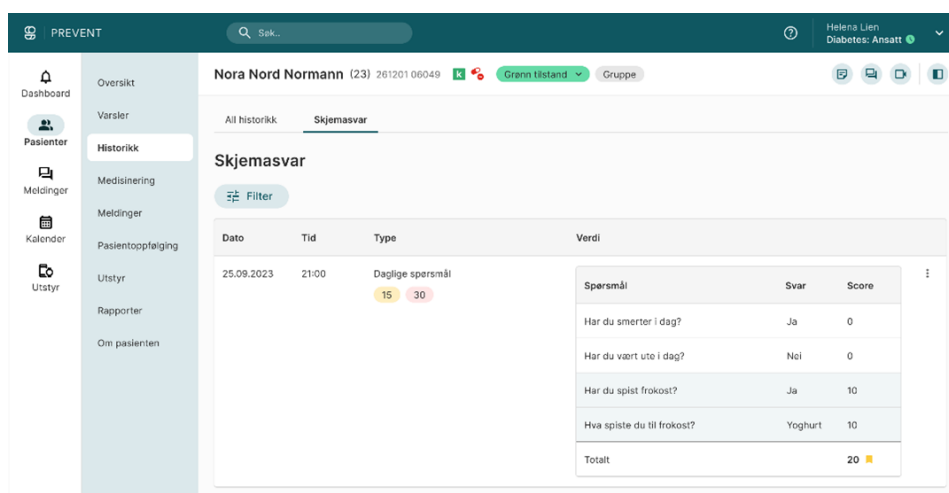 PREVENT
Søk..
Helena Lien
Diabetes: Ansatt
Dashboard
Pasienter
Meldinger
Kalender
Utstyr
Oversikt
Varsler
Historikk
Medisinering
Meldinger
Pasientoppfølging
Utstyr
Rapporter
Om pasienten
Nora Nord Normann (23) 261201 06049 k Grønn tilstand Gruppe
All historikk Skjemasvar
Skjemasvar
Filter
Dato Tid Type Verdi
25.09.2023 21:00 Daglige spørsmål
15 30
Spørsmål Svar Score
Har du smerter i dag? Ja 0
Har du vært ute i dag? Nei 0
Har du spist frokost? Ja 10
Hva spiste du til frokost? Yoghurt 10
Totalt 20